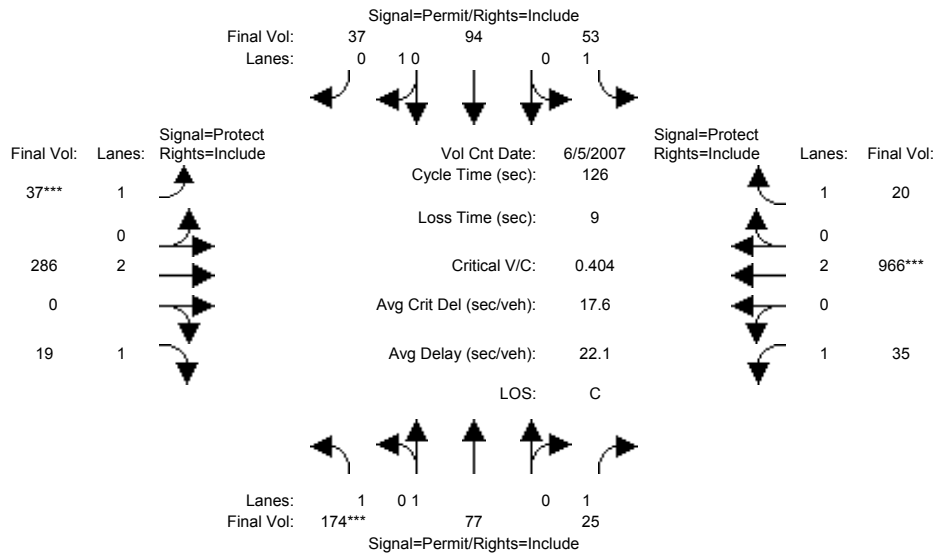 Signal=Permit/Rights=Include
Final Vol: 37 94 53
Lanes: 0 1 0 0 1
Signal=Protect Signal=Protect
Final Vol: Lanes: Rights=Include Vol Cnt Date: 6/5/2007 Rights=Include Lanes: Final Vol:
Cycle Time (sec): 126
37*** 1 1 20
Loss Time (sec): 9
0 0
286 2 Critical V/C: 0.404 2 966***
0 Avg Crit Del (sec/veh): 17.6 0
19 1 Avg Delay (sec/veh): 22.1 1 35
LOS: C
Lanes: 1 0 1 0 1
Final Vol: 174*** 77 25
Signal=Permit/Rights=Include